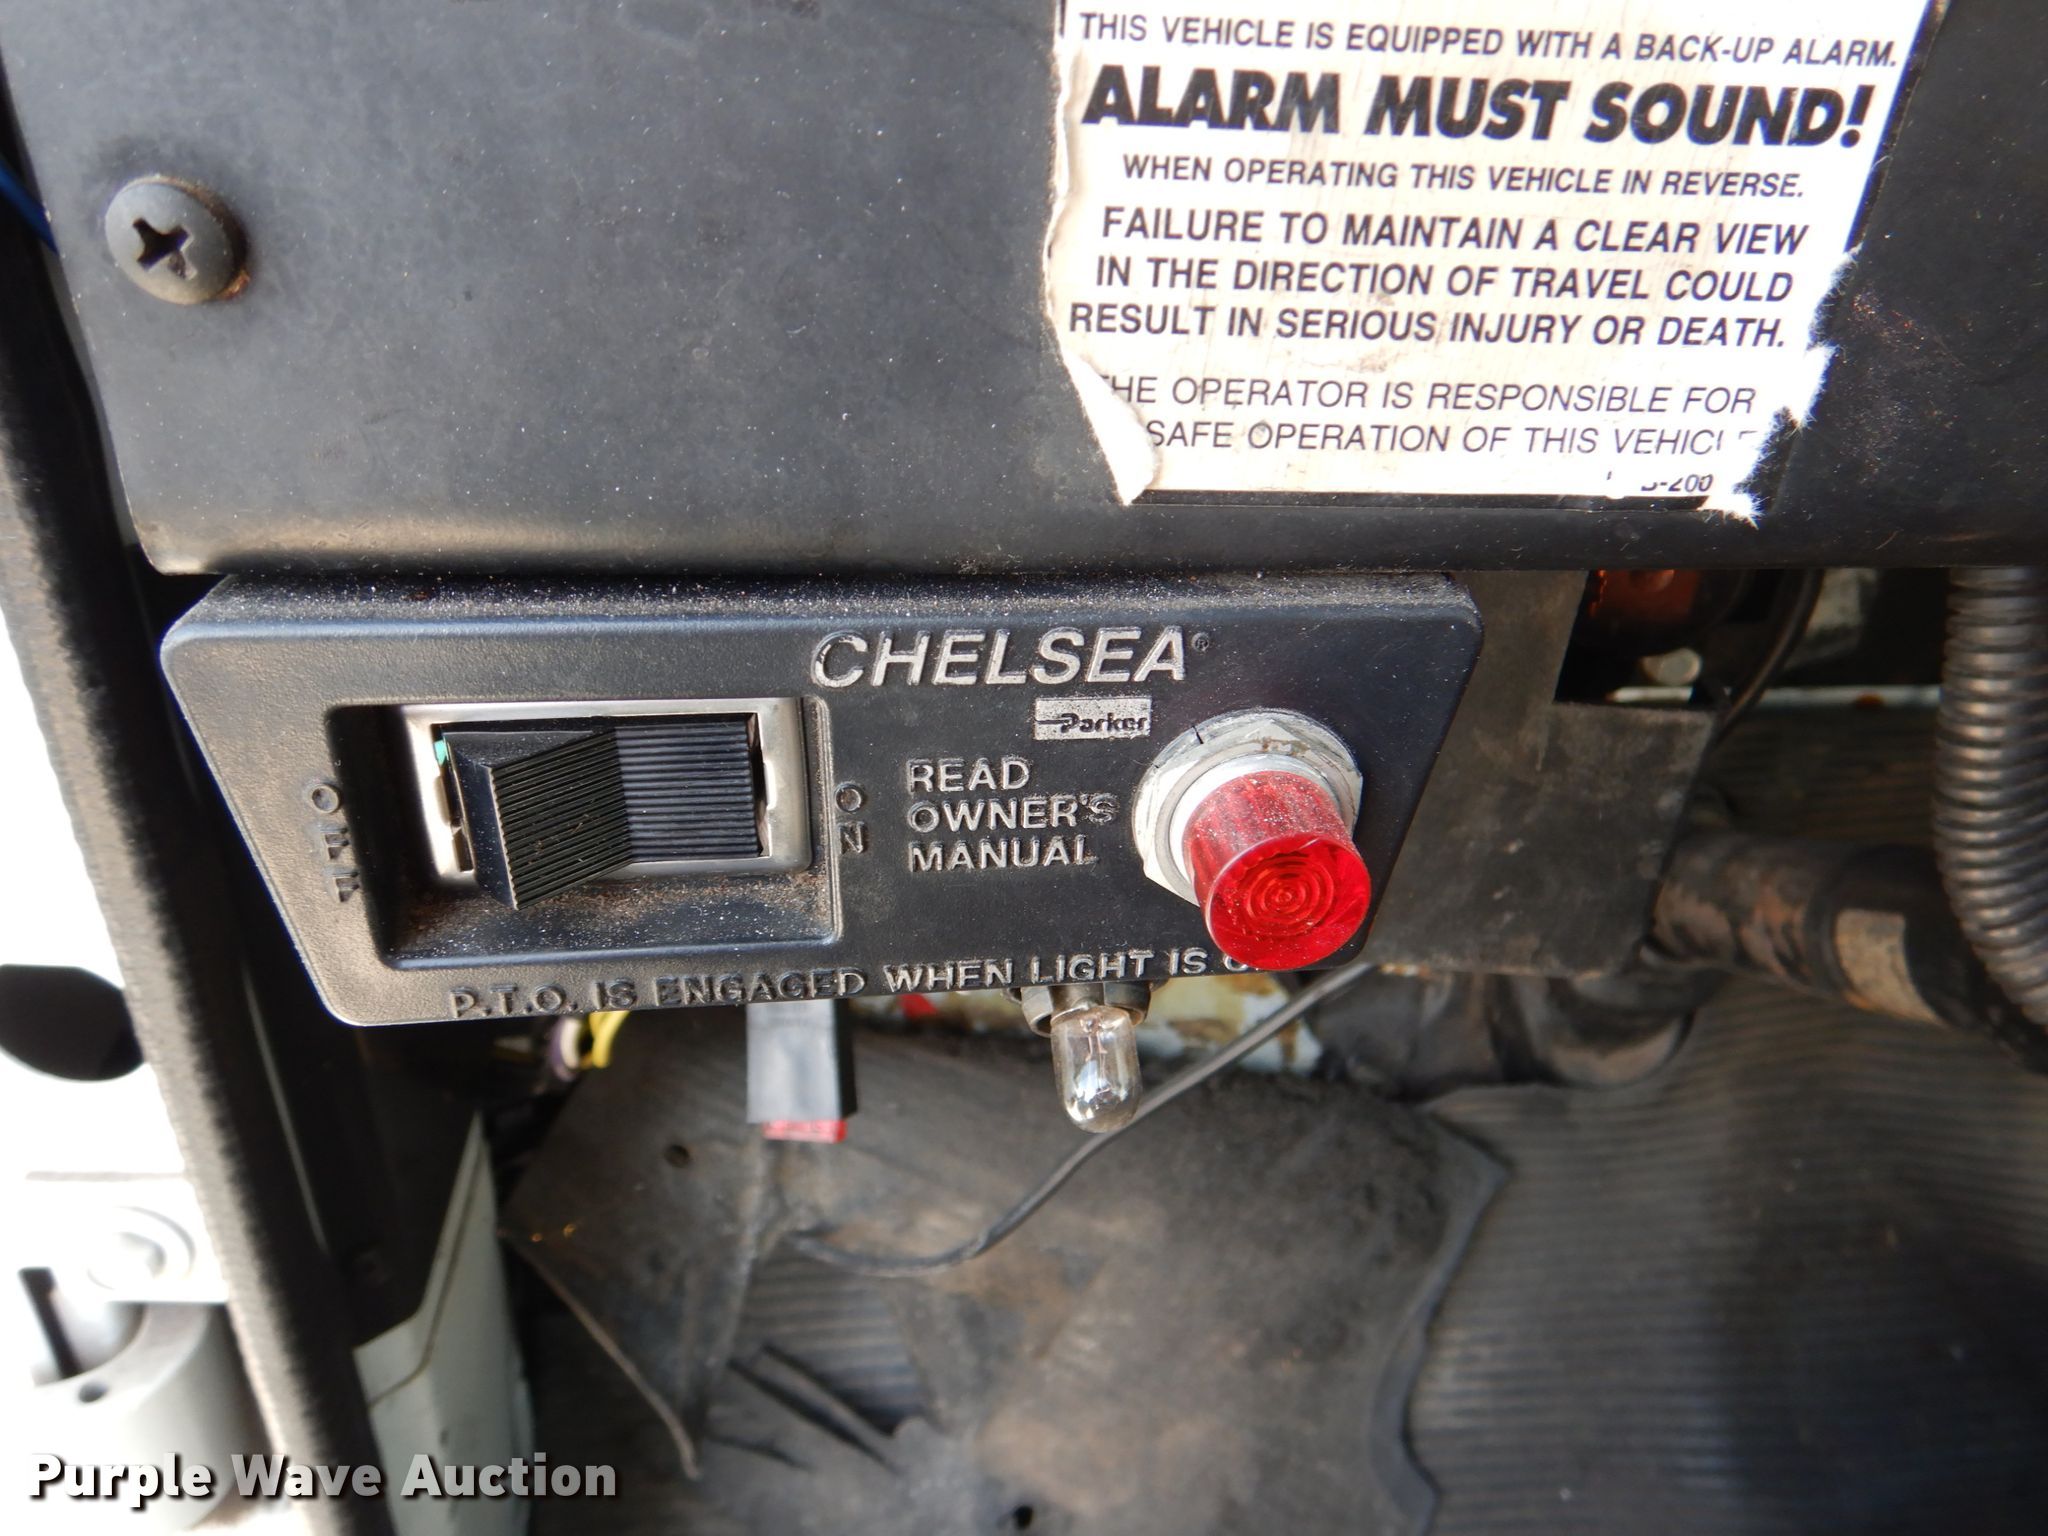 THIS VEHICLE IS EQUIPPED WITH A BACK-UP ALARM.
ALARM MUST SOUND!
WHEN OPERATING THIS VEHICLE IN REVERSE.
FAILURE TO MAINTAIN A CLEAR VIEW
IN THE DIRECTION OF TRAVEL COULD
RESULT IN SERIOUS INJURY OR DEATH.
THE OPERATOR IS RESPONSIBLE FOR
SAFE OPERATION OF THIS VEHICLE
CHELSEA®
Parker
OFF
ON
READ
OWNER'S
MANUAL
P.T.O. IS ENGAGED WHEN LIGHT IS
Purple Wave Auction